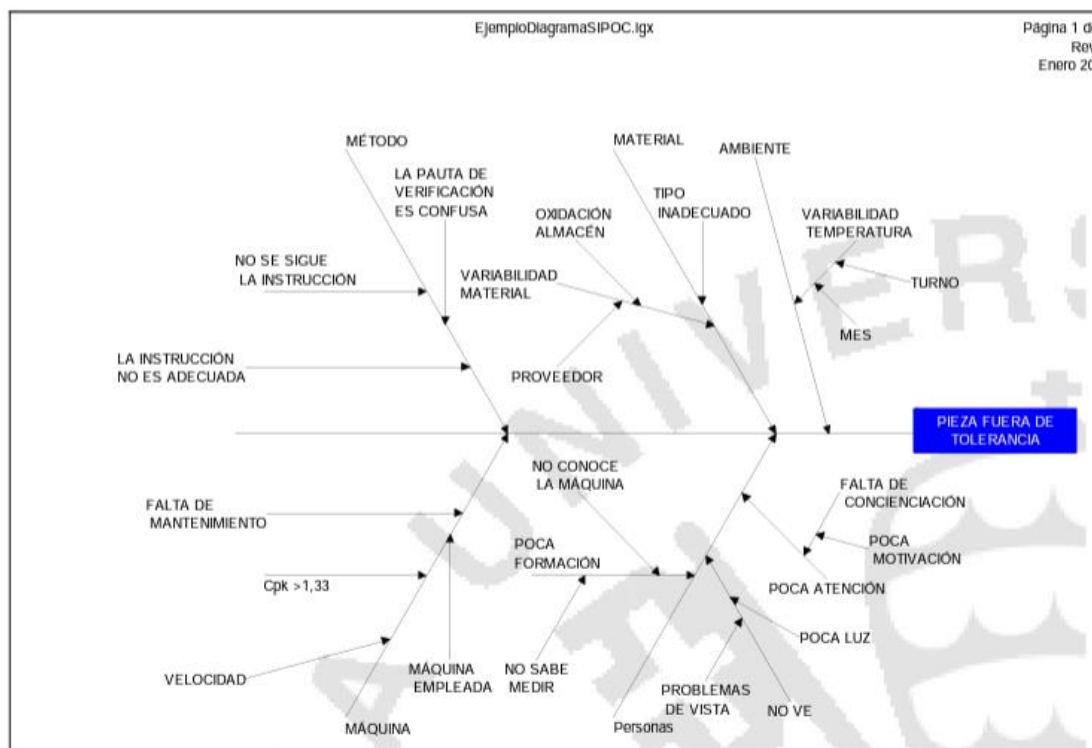 EjemploDiagramaSIPOC.igx
Página 1 d
Rev
Enero 20
MÉTODO
MATERIAL
AMBIENTE
LA PAUTA DE
VERIFICACIÓN
ES CONFUSA
TIPO
INADECUADO
OXIDACIÓN
ALMACÉN
VARIABILIDAD
TEMPERATURA
NO SE SIGUE
LA INSTRUCCIÓN
VARIABILIDAD
MATERIAL
TURNO
MES
LA INSTRUCCIÓN
NO ES ADECUADA
PROVEEDOR
PIEZA FUERA DE
TOLERANCIA
NO CONOCE
LA MÁQUINA
FALTA DE
CONCIENCIACIÓN
FALTA DE
MANTENIMIENTO
POCA
FORMACIÓN
POCA
MOTIVACIÓN
Cpk >1,33
POCA ATENCIÓN
POCA LUZ
VELOCIDAD
MÁQUINA
EMPLEADA
NO SABE
MEDIR
PROBLEMAS
DE VISTA
NO VE
MÁQUINA
Personas
A UNIVERS